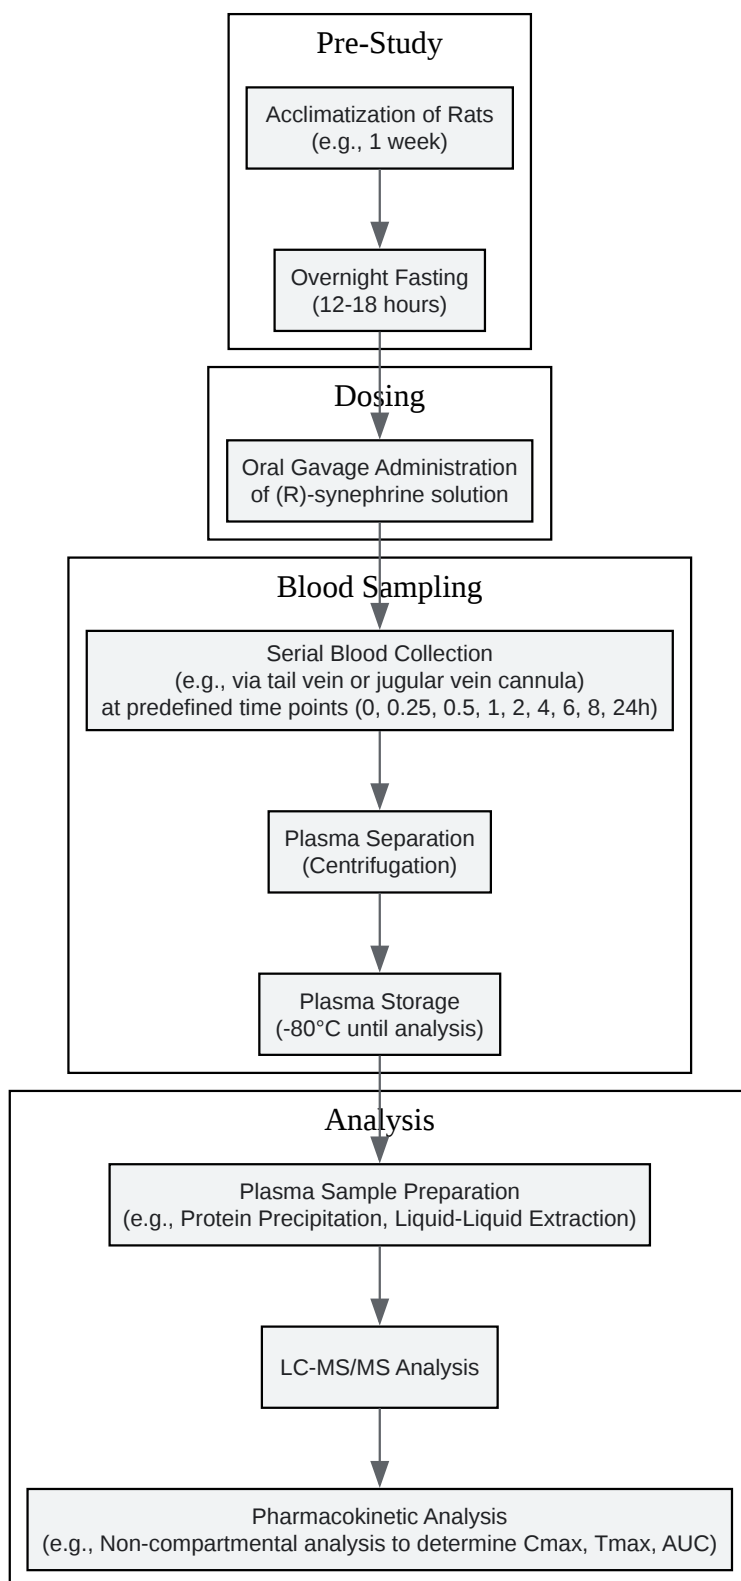 Pre-Study
Acclimatization of Rats
(e.g., 1 week)
Overnight Fasting
(12-18 hours)
Dosing
Oral Gavage Administration
of (R)-synephrine solution
Blood Sampling
Serial Blood Collection
(e.g., via tail vein or jugular vein cannula)
at predefined time points (0, 0.25, 0.5, 1, 2, 4, 6, 8, 24h)
Plasma Separation
(Centrifugation)
Plasma Storage
(-80°C until analysis)
Analysis
Plasma Sample Preparation
(e.g., Protein Precipitation, Liquid-Liquid Extraction)
LC-MS/MS Analysis
Pharmacokinetic Analysis
(e.g., Non-compartmental analysis to determine Cmax, Tmax, AUC)